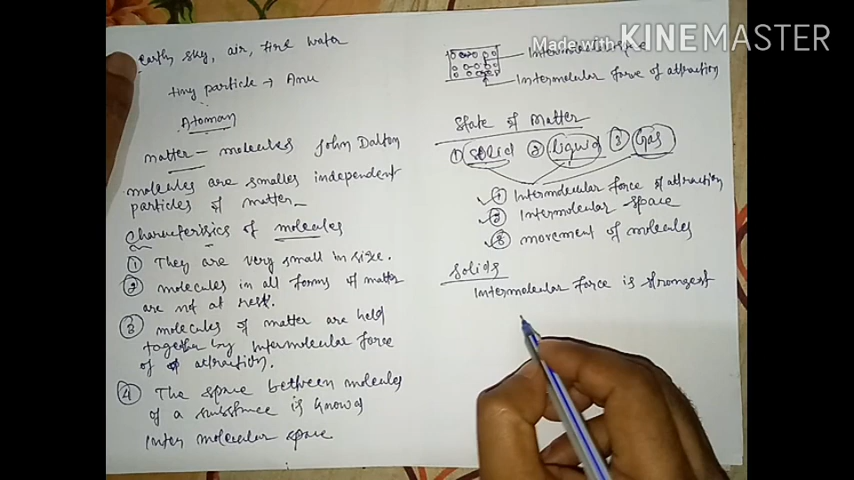 earth, sky, air, fire water
tiny particle → Anu
Atoman
matter – molecules John Dalton
molecules are smalles independent
particles of matter–
Characterisics of molecules
① They are very small in size.
② molecules in all forms of matter
are not at rest.
③ molecules of matter are held
together by intermolecular force
of attraction.
④ The space between molecules
of a substance is known
Inter molecular space
Made with KINEMASTER
Intermolecular
Intermolecular force of attraction
State of Matter
① solid ② liquid ③ Gas
① Intermolecular force of attraction
② Intermolecular space
③ movement of molecules
Solids
Intermolecular force is strongest